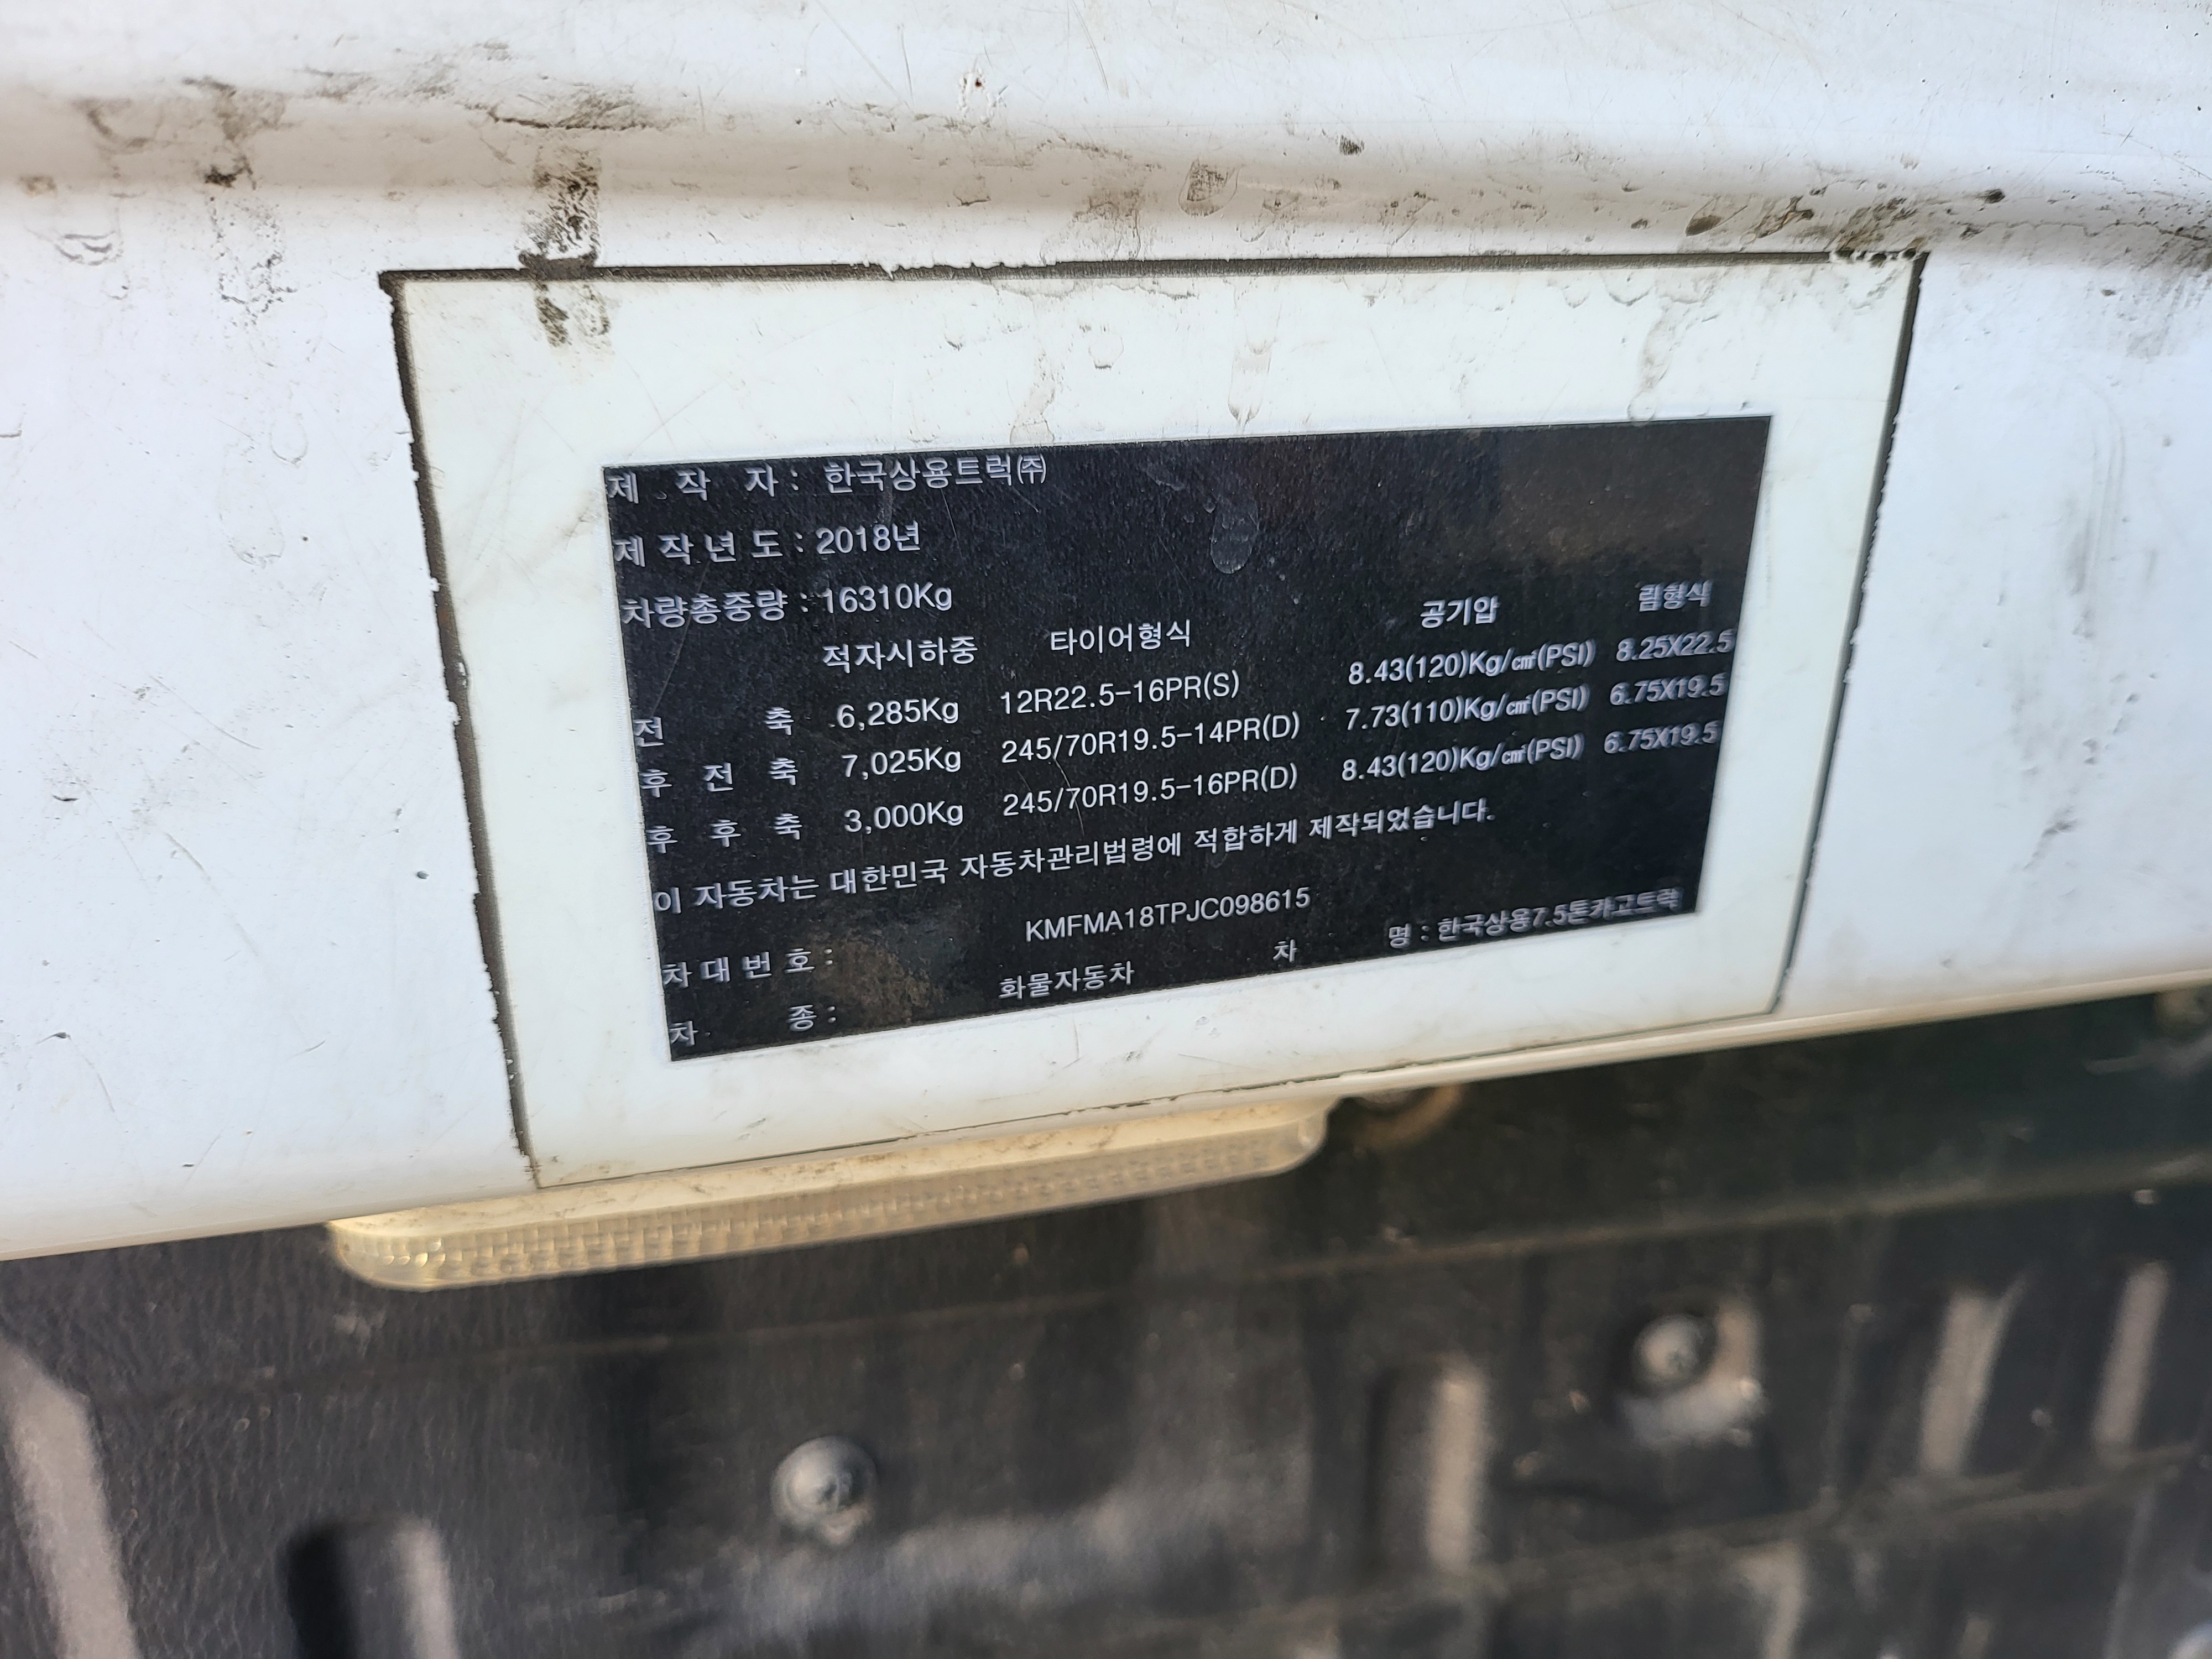 제 작 자 : 한국상용트럭㈜
제 작 년 도 : 2018년
차량총중량 : 16310Kg
적차시하중 타이어형식 공기압 림형식
전 축 6,285Kg 12R22.5-16PR(S) 8.43(120)Kg/㎠(PSI) 8.25X22.5
후 전 축 7,025Kg 245/70R19.5-14PR(D) 7.73(110)Kg/㎠(PSI) 6.75X19.5
후 후 축 3,000Kg 245/70R19.5-16PR(D) 8.43(120)Kg/㎠(PSI) 6.75X19.5
이 자동차는 대한민국 자동차관리법령에 적합하게 제작되었습니다.
차 대 번 호 : KMFMA18TPJC098615
차 종 : 화물자동차 차 명 : 한국상용7.5톤카고트럭